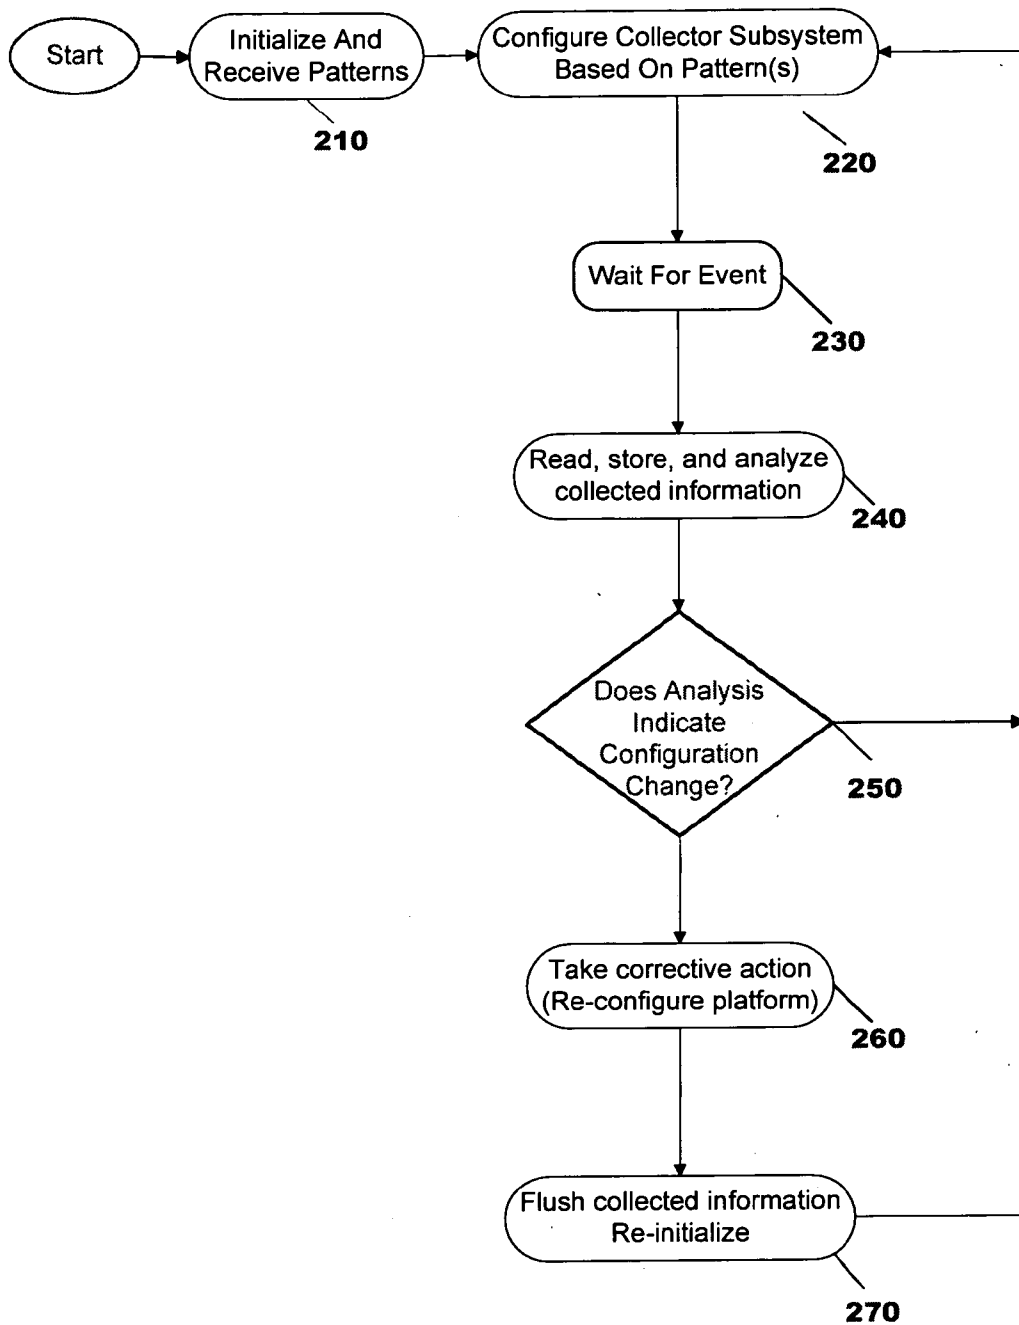 Start
Initialize And
Receive Patterns
210
Configure Collector Subsystem
Based On Pattern(s)
220
Wait For Event
230
Read, store, and analyze
collected information
240
Does Analysis
Indicate
Configuration
Change?
250
Take corrective action
(Re-configure platform)
260
Flush collected information
Re-initialize
270